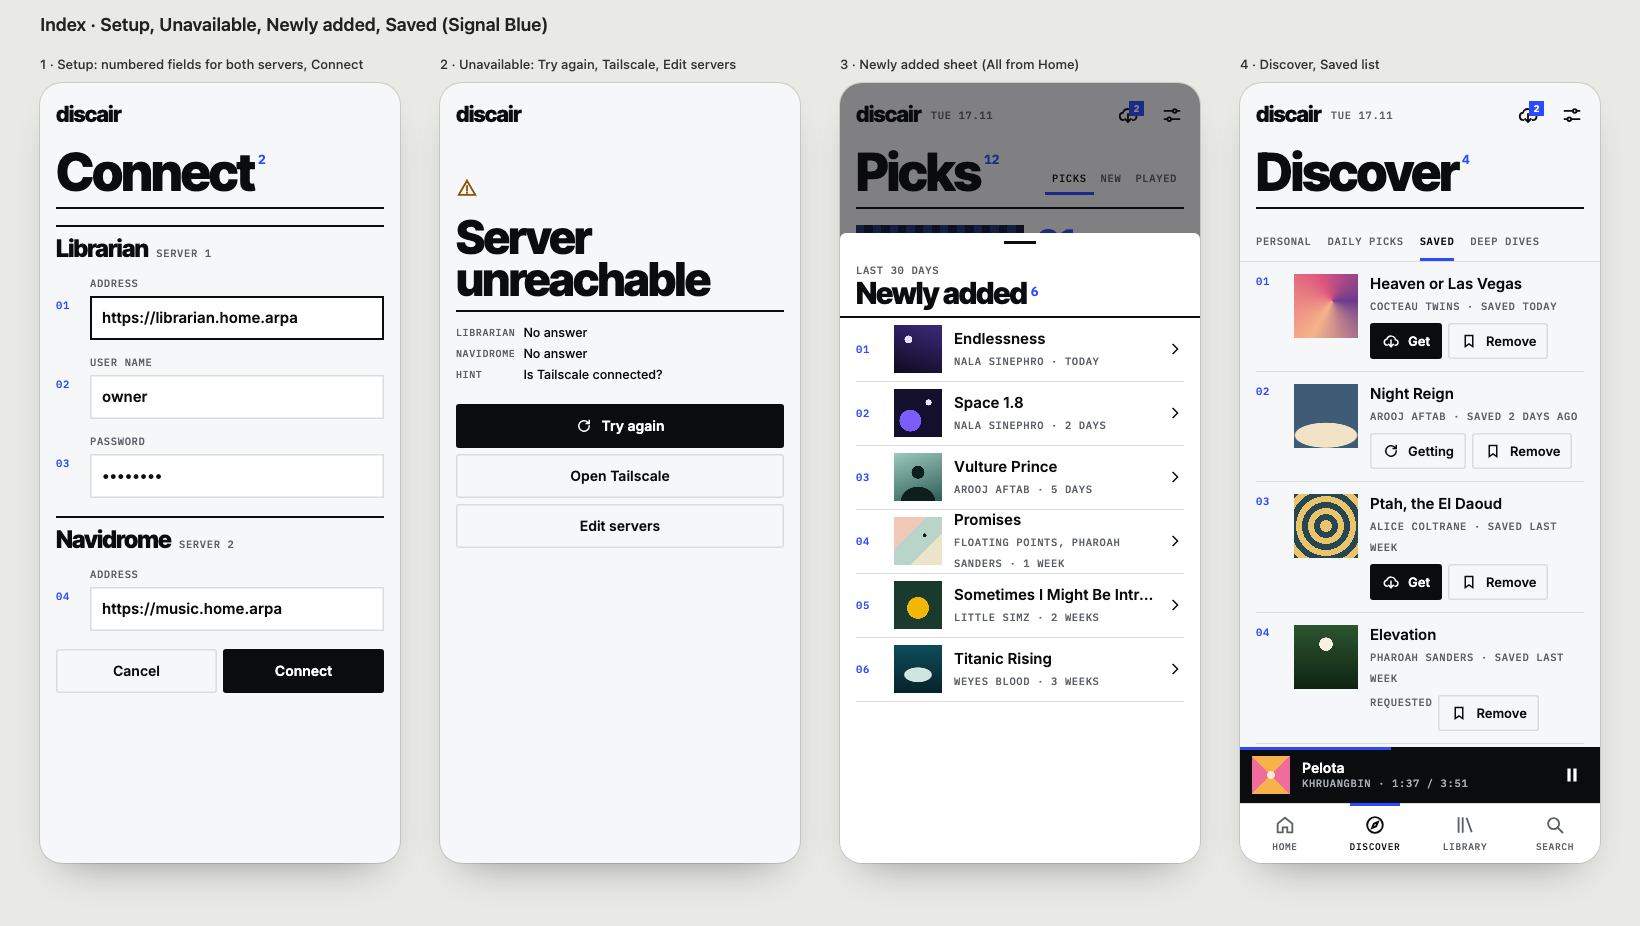 Index · Setup, Unavailable, Newly added, Saved (Signal Blue)
1 · Setup: numbered fields for both servers, Connect
discair
Connect 2
Librarian SERVER 1
ADDRESS
01 https://librarian.home.arpa
USER NAME
02 owner
PASSWORD
03 ••••••••
Navidrome SERVER 2
ADDRESS
04 https://music.home.arpa
Cancel Connect
2 · Unavailable: Try again, Tailscale, Edit servers
discair
Server
unreachable
LIBRARIAN No answer
NAVIDROME No answer
HINT Is Tailscale connected?
Try again
Open Tailscale
Edit servers
3 · Newly added sheet (All from Home)
discair TUE 17.11 2
Picks 12 PICKS NEW PLAYED
LAST 30 DAYS
Newly added 6
01 Endlessness
NALA SINEPHRO · TODAY
02 Space 1.8
NALA SINEPHRO · 2 DAYS
03 Vulture Prince
AROOJ AFTAB · 5 DAYS
04 Promises
FLOATING POINTS, PHAROAH
SANDERS · 1 WEEK
05 Sometimes I Might Be Intr...
LITTLE SIMZ · 2 WEEKS
06 Titanic Rising
WEYES BLOOD · 3 WEEKS
4 · Discover, Saved list
discair TUE 17.11 2
Discover 4
PERSONAL DAILY PICKS SAVED DEEP DIVES
01 Heaven or Las Vegas
COCTEAU TWINS · SAVED TODAY
Get Remove
02 Night Reign
AROOJ AFTAB · SAVED 2 DAYS AGO
Getting Remove
03 Ptah, the El Daoud
ALICE COLTRANE · SAVED LAST
WEEK
Get Remove
04 Elevation
PHAROAH SANDERS · SAVED LAST
WEEK
REQUESTED Remove
Pelota
KHRUANGBIN · 1:37 / 3:51
HOME DISCOVER LIBRARY SEARCH